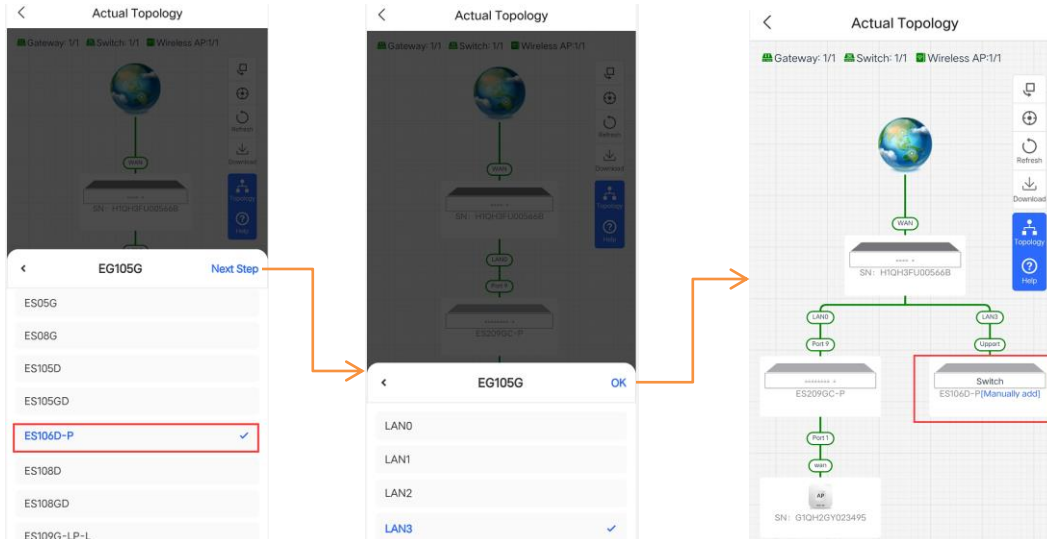 Actual Topology
Gateway: 1/1 Switch: 1/1 Wireless AP:1/1
Refresh
Download
WAN
Topology
SN: H1QH3FU00566B
Help
EG105G
Next Step
ES05G
ES08G
ES105D
ES105GD
ES106D-P
ES108D
ES108GD
ES109G-LP-L
Actual Topology
Gateway: 1/1 Switch: 1/1 Wireless AP:1/1
Refresh
Download
WAN
Topology
SN: H1QH3FU00566B
Help
LAN0
Port 9
ES209GC-P
EG105G
OK
LAN0
LAN1
LAN2
LAN3
Actual Topology
Gateway: 1/1 Switch: 1/1 Wireless AP:1/1
Refresh
Download
WAN
Topology
SN: H1QH3FU00566B
Help
LAN0
LAN3
Port 9
Upport
ES209GC-P
Switch
ES106D-P[Manually add]
Port 1
wan
AP
SN: G1QH2GY023495